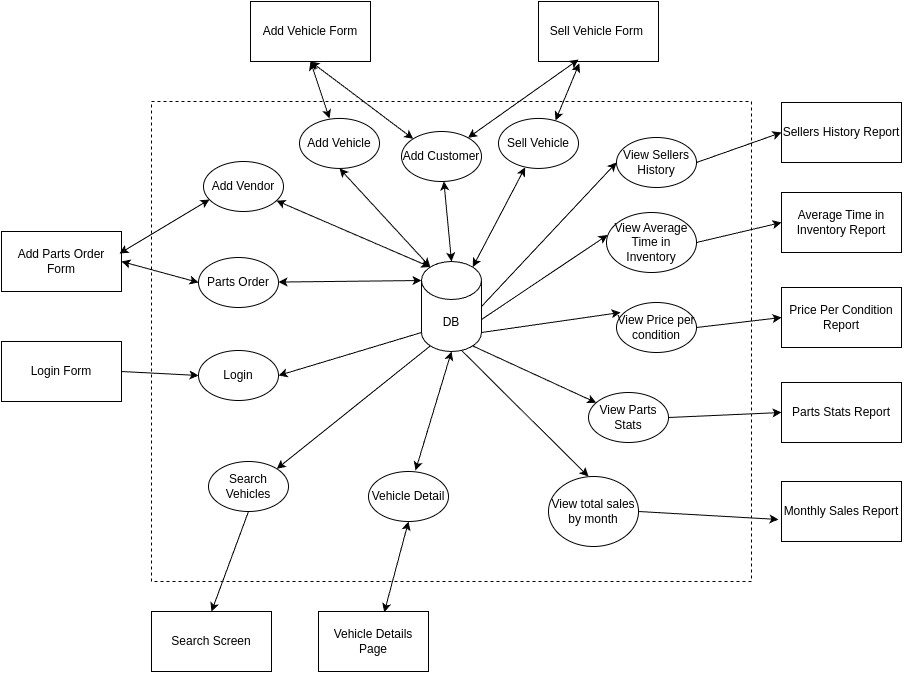 Add Vehicle Form
Sell Vehicle Form
Add Vehicle
Add Customer
Sell Vehicle
View Sellers
History
Sellers History Report
Add Vendor
View Average
Time in
Inventory
Average Time in
Inventory Report
Add Parts Order
Form
Parts Order
DB
View Price per
condition
Price Per Condition
Report
Login Form
Login
View Parts
Stats
Parts Stats Report
Search
Vehicles
Vehicle Detail
View total sales
by month
Monthly Sales Report
Search Screen
Vehicle Details
Page